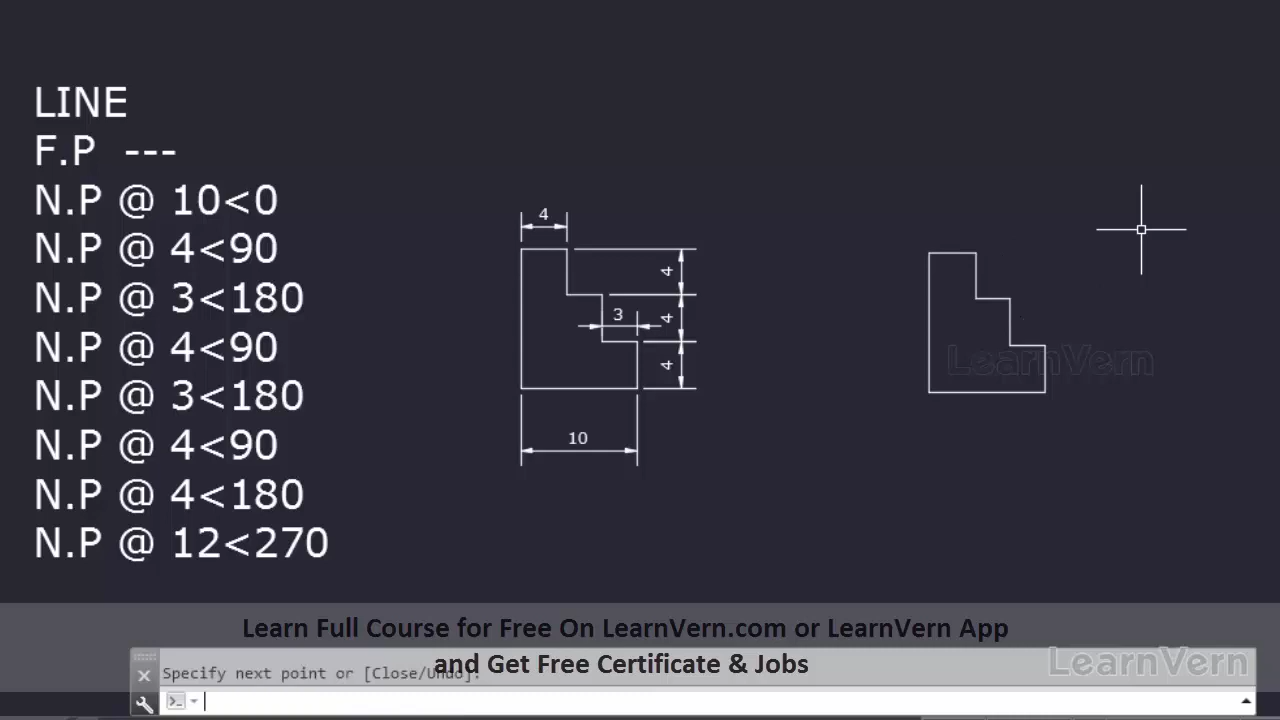 LINE
F.P ---
N.P @ 10<0
N.P @ 4<90
N.P @ 3<180
N.P @ 4<90
N.P @ 3<180
N.P @ 4<90
N.P @ 4<180
N.P @ 12<270
4
4
3
4
4
10
LearnVern
Learn Full Course for Free On LearnVern.com or LearnVern App
and Get Free Certificate & Jobs
LearnVern
Specify next point or [Close/Undo]: